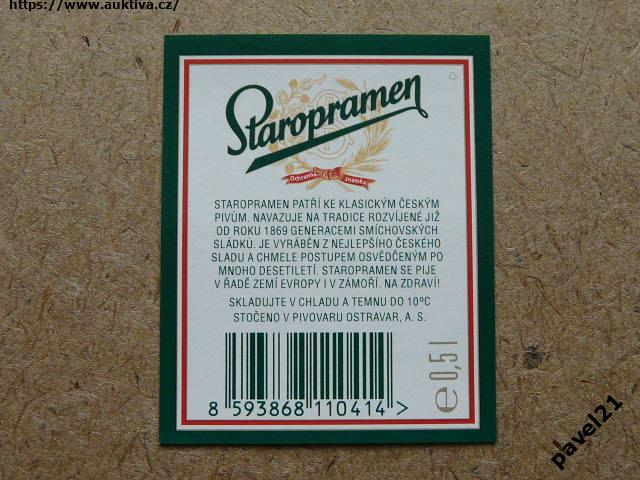 https://www.auktiva.cz/
Staropramen
Ochranná známka
STAROPRAMEN PATŘÍ KE KLASICKÝM ČESKÝM
PIVŮM. NAVAZUJE NA TRADICE ROZVÍJENÉ JIŽ
OD ROKU 1869 GENERACEMI SMÍCHOVSKÝCH
SLÁDKŮ. JE VYRÁBĚN Z NEJLEPŠÍHO ČESKÉHO
SLADU A CHMELE POSTUPEM OSVĚDČENÝM PO
MNOHO DESETILETÍ. STAROPRAMEN SE PIJE
V ŘADĚ ZEMÍ EVROPY I V ZÁMOŘÍ. NA ZDRAVÍ!
SKLADUJTE V CHLADU A TEMNU DO 10ºC
STOČENO V PIVOVARU OSTRAVAR, A. S.
8 593868 110414 >
e 0,5 l
pavel21